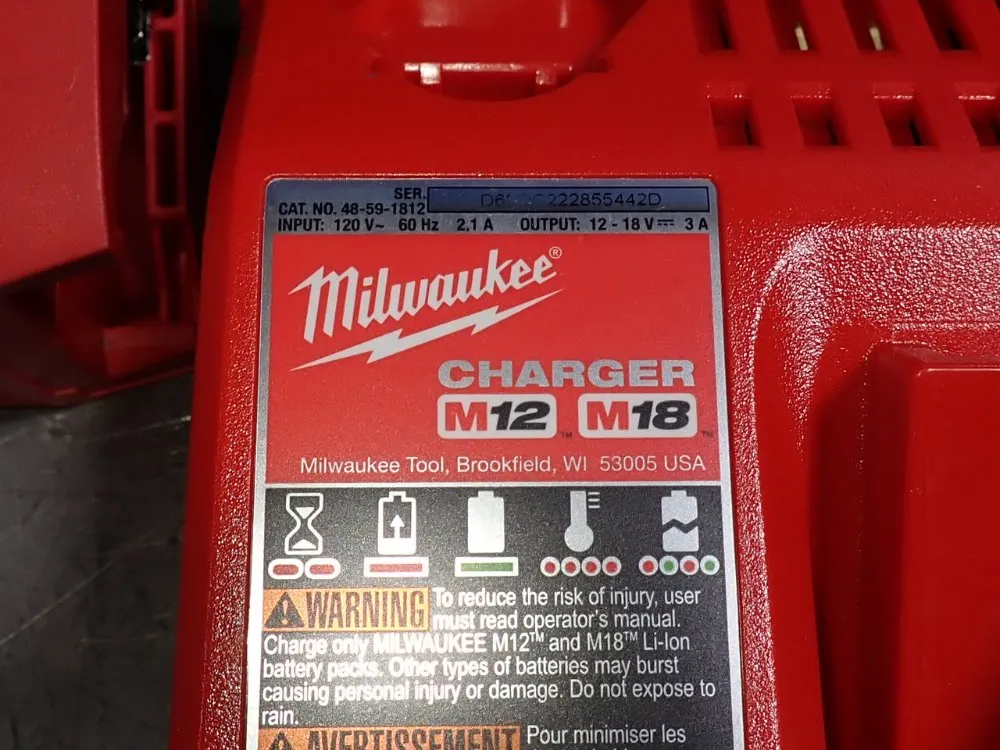 SER.
CAT. NO. 48-59-1812
INPUT: 120 V~ 60 Hz 2,1 A OUTPUT: 12 - 18 V⎓ 3 A
Milwaukee®
CHARGER
M12™ M18™
Milwaukee Tool, Brookfield, WI 53005 USA
WARNING To reduce the risk of injury, user
must read operator's manual.
Charge only MILWAUKEE M12™ and M18™ Li-Ion
battery packs. Other types of batteries may burst
causing personal injury or damage. Do not expose to
rain.
AVERTISSEMENT Pour minimiser les